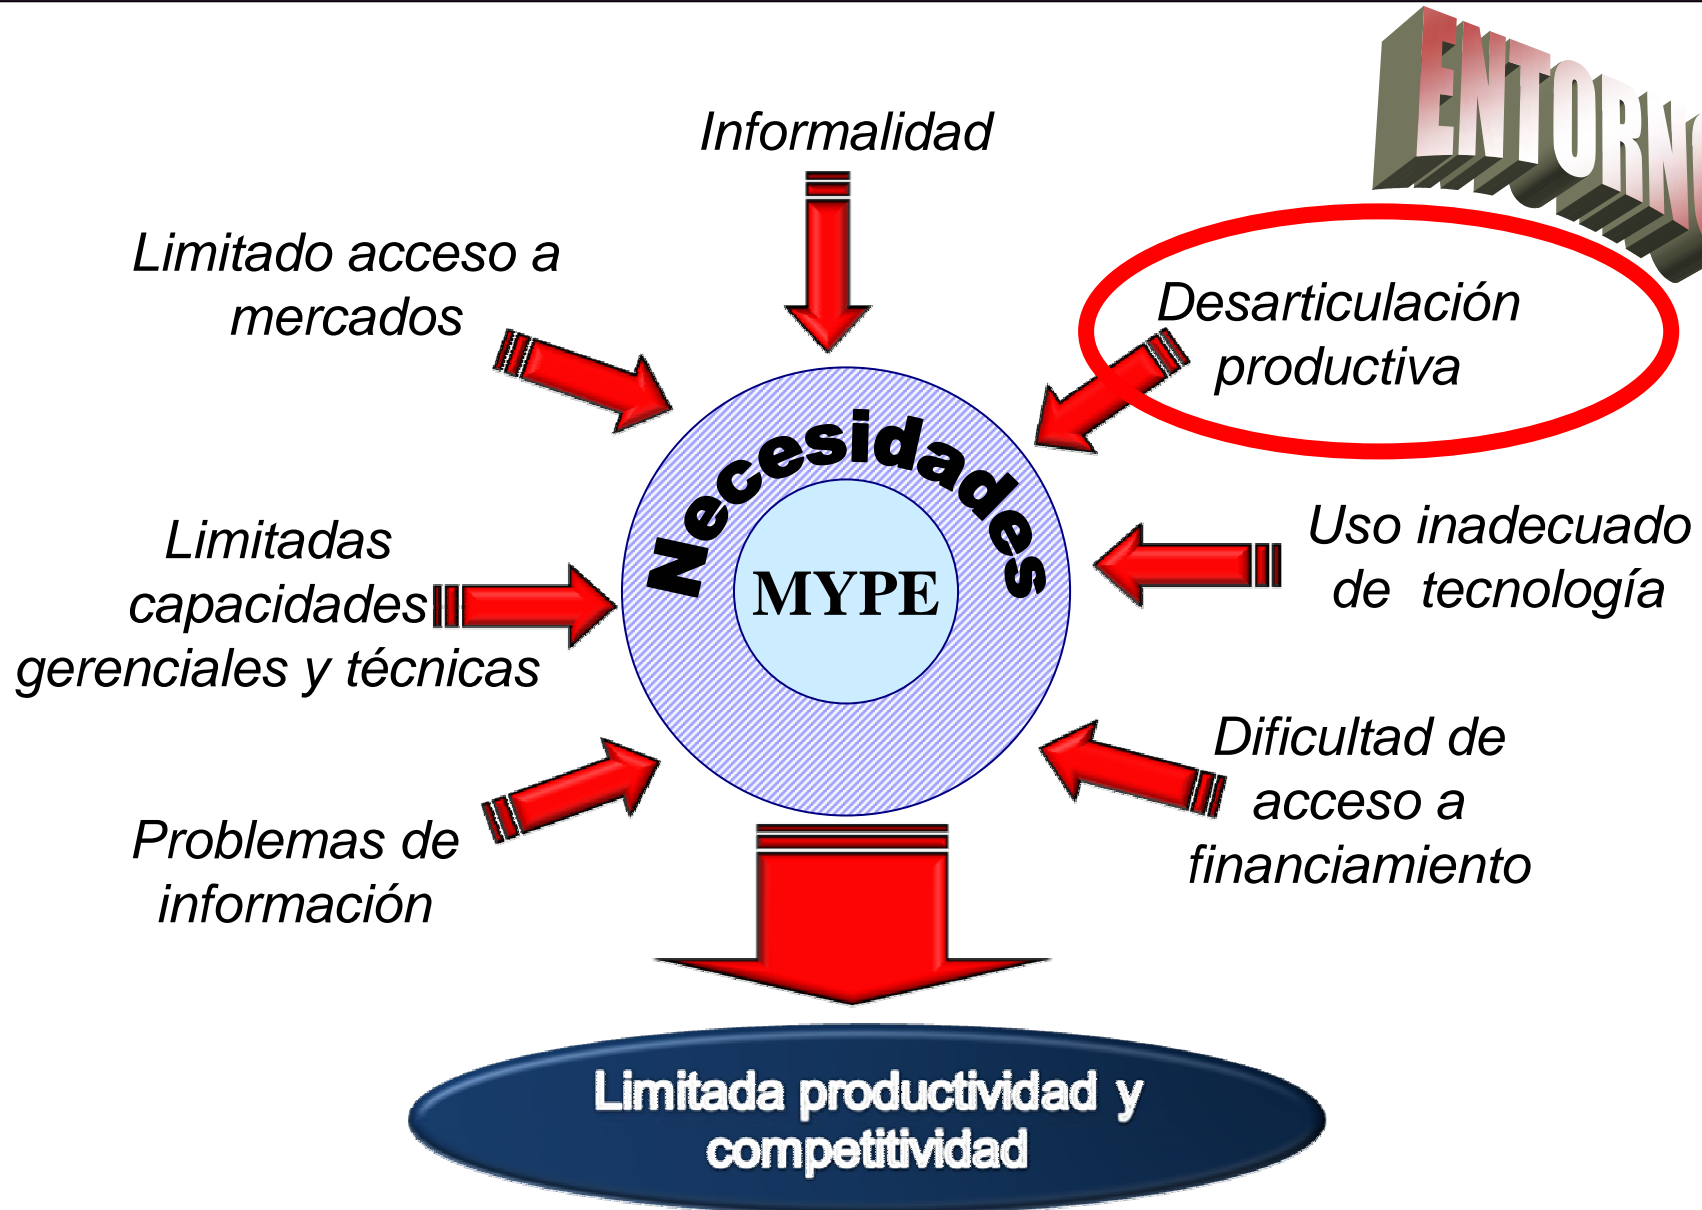 ENTORNO
Informalidad
Limitado acceso a
mercados
Desarticulación
productiva
Necesidades
MYPE
Uso inadecuado
de tecnología
Limitadas
capacidades
gerenciales y técnicas
Dificultad de
acceso a
financiamiento
Problemas de
información
Limitada productividad y
competitividad